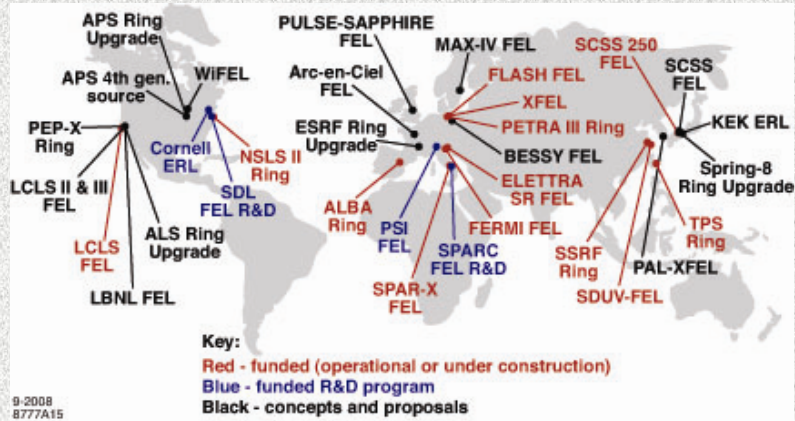 APS Ring
Upgrade
WiFEL
APS 4th gen.
source
PEP-X
Ring
Cornell
ERL
NSLS II
Ring
SDL
FEL R&D
LCLS II & III
FEL
ALS Ring
Upgrade
LCLS
FEL
LBNL FEL
PULSE-SAPPHIRE
FEL
MAX-IV FEL
Arc-en-Ciel
FEL
FLASH FEL
XFEL
PETRA III Ring
ESRF Ring
Upgrade
BESSY FEL
ELETTRA
SR FEL
ALBA
Ring
PSI
FEL
FERMI FEL
SPARC
FEL R&D
SPAR-X
FEL
SCSS 250
FEL
SCSS
FEL
KEK ERL
Spring-8
Ring Upgrade
TPS
Ring
SSRF
Ring
PAL-XFEL
SDUV-FEL
Key:
Red - funded (operational or under construction)
Blue - funded R&D program
Black - concepts and proposals
9-2008
8777A15